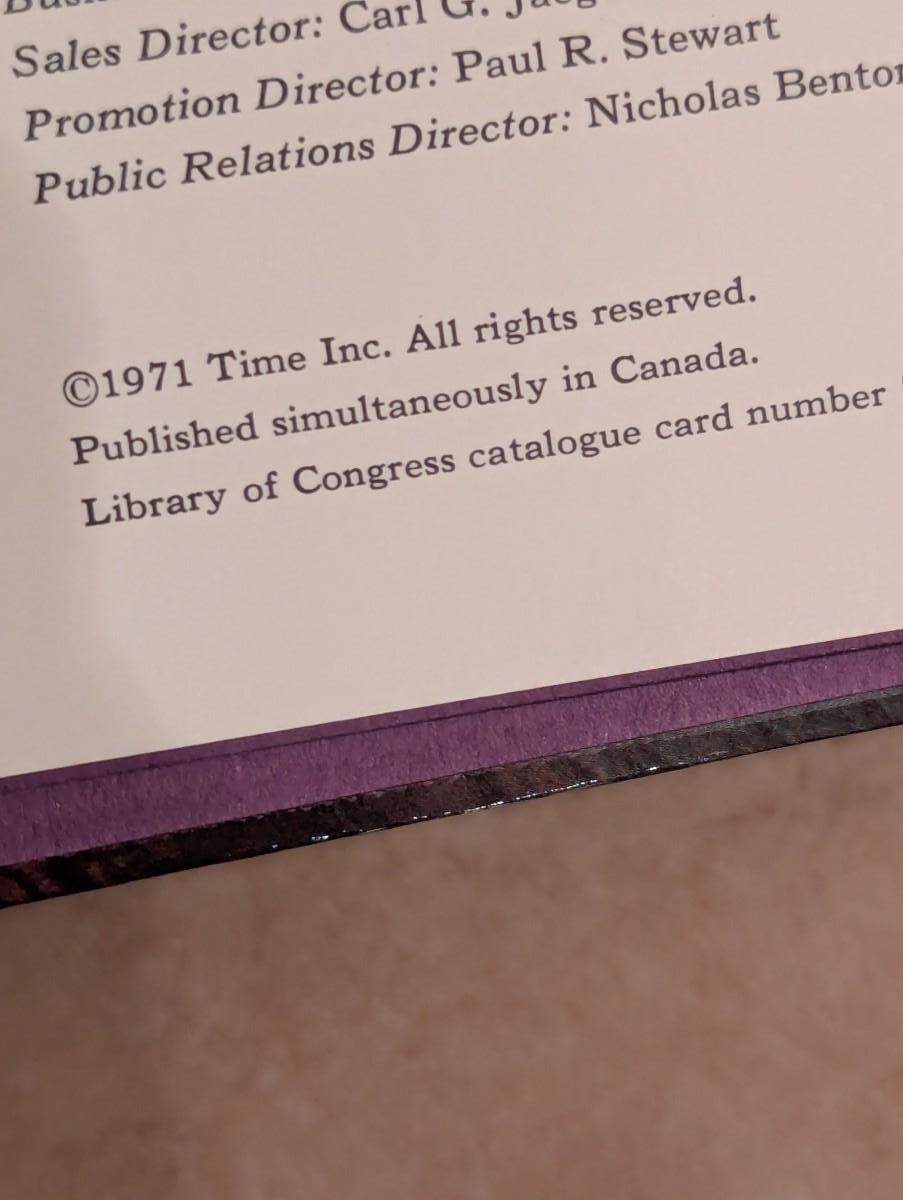 Sales Director: Carl G.
Promotion Director: Paul R. Stewart
Public Relations Director: Nicholas Benton
©1971 Time Inc. All rights reserved.
Published simultaneously in Canada.
Library of Congress catalogue card number